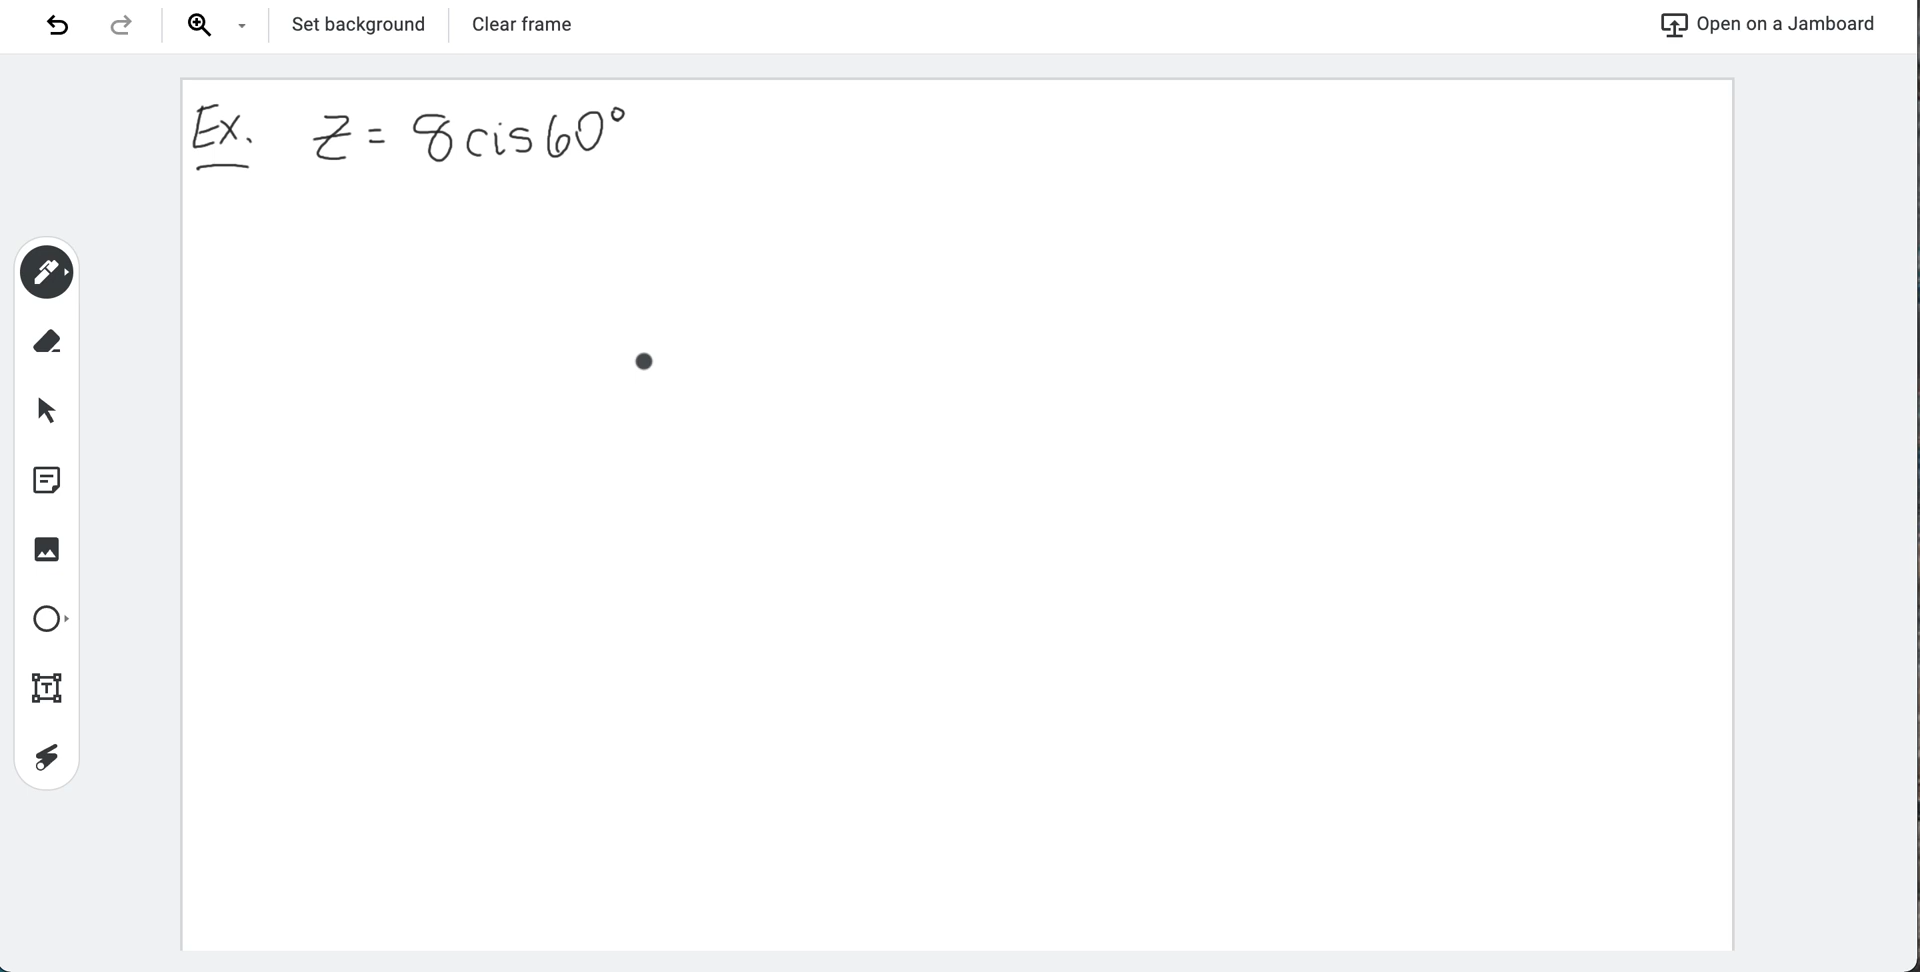 Set background Clear frame Open on a Jamboard
Ex. z = 8 cis 60°